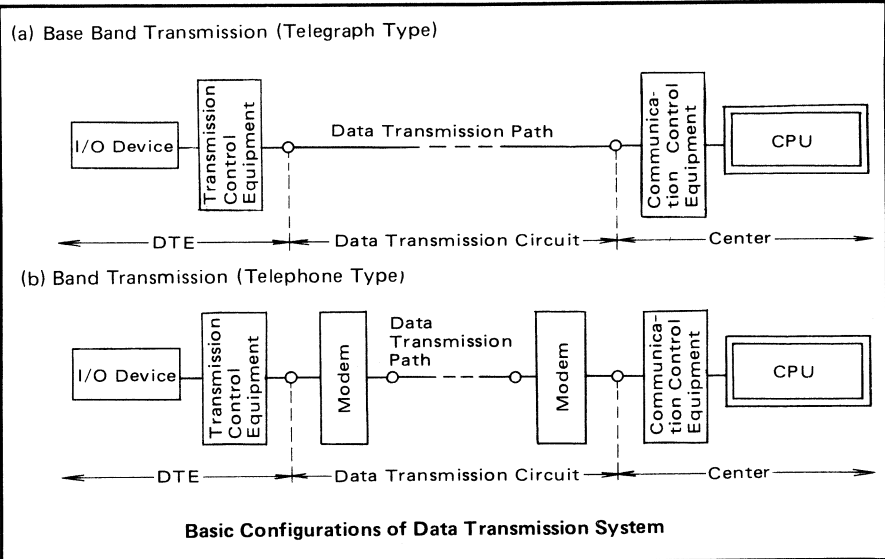 (a) Base Band Transmission (Telegraph Type)
I/O Device
Transmission
Control
Equipment
Data Transmission Path
Communica-
tion Control
Equipment
CPU
DTE
Data Transmission Circuit
Center
(b) Band Transmission (Telephone Type)
I/O Device
Transmission
Control
Equipment
Modem
Data
Transmission
Path
Modem
Communica-
tion Control
Equipment
CPU
DTE
Data Transmission Circuit
Center
Basic Configurations of Data Transmission System